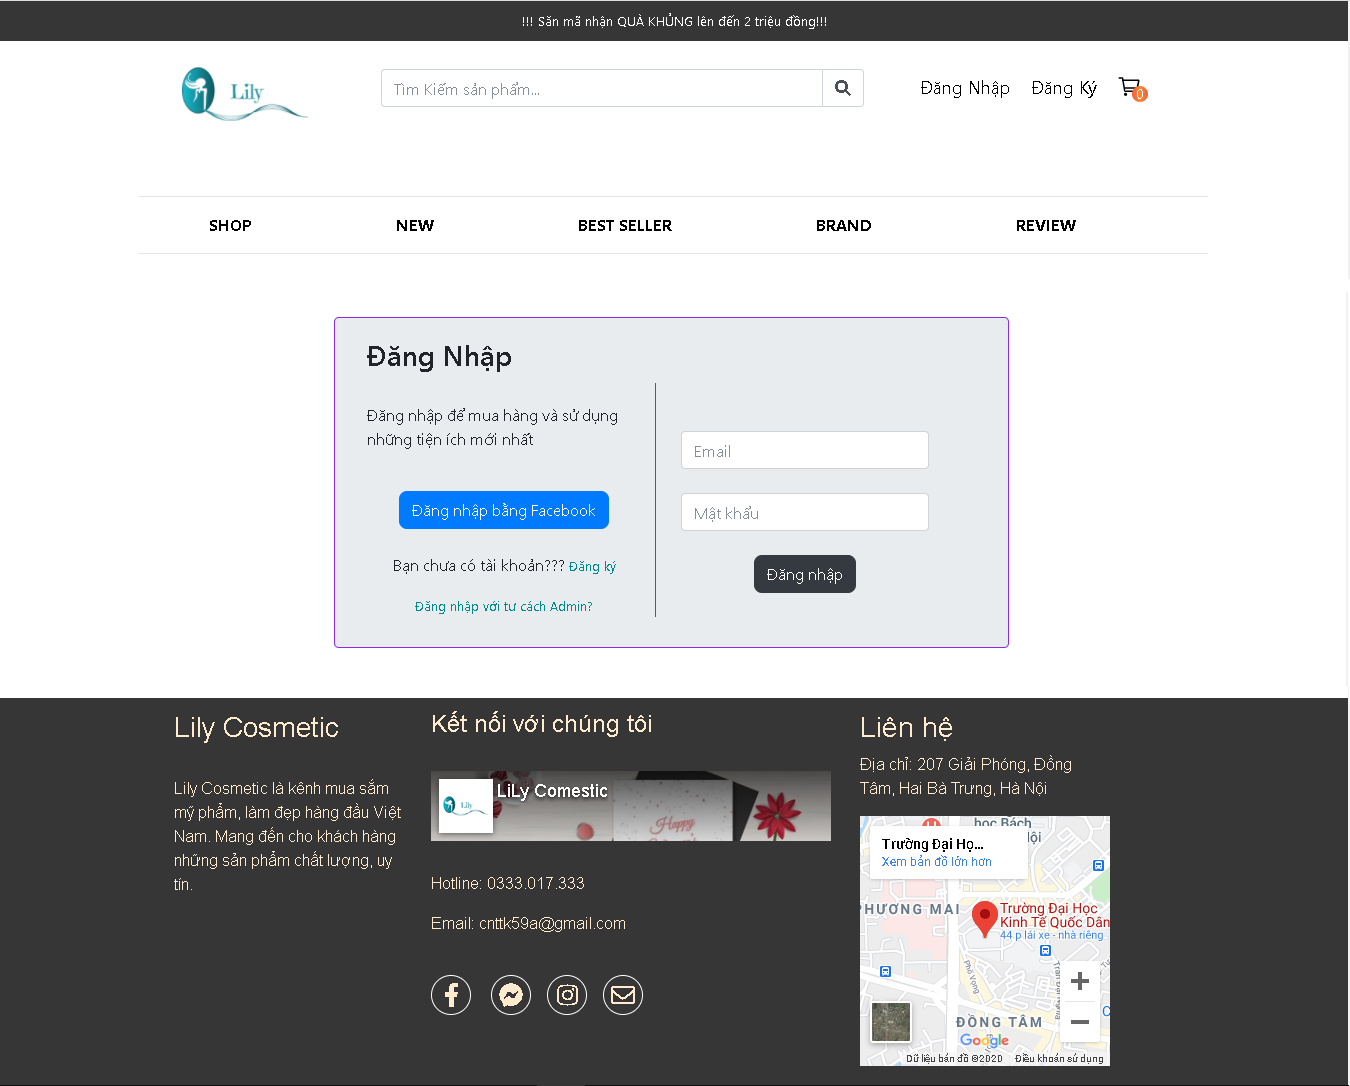 !!! Săn mã nhận QUÀ KHỦNG lên đến 2 triệu đồng!!!
Lily
Tìm Kiếm sản phẩm...
Đăng Nhập
Đăng Ký
0
SHOP
NEW
BEST SELLER
BRAND
REVIEW
Đăng Nhập
Đăng nhập để mua hàng và sử dụng
những tiện ích mới nhất
Đăng nhập bằng Facebook
Bạn chưa có tài khoản??? Đăng ký
Đăng nhập với tư cách Admin?
Email
Mật khẩu
Đăng nhập
Lily Cosmetic
Lily Cosmetic là kênh mua sắm
mỹ phẩm, làm đẹp hàng đầu Việt
Nam. Mang đến cho khách hàng
những sản phẩm chất lượng, uy
tín.
Kết nối với chúng tôi
Lily
LiLy Comestic
Happy
Hotline: 0333.017.333
Email: cnttk59a@gmail.com
Liên hệ
Địa chỉ: 207 Giải Phóng, Đồng
Tâm, Hai Bà Trưng, Hà Nội
học Bách
ội
Trường Đại Họ...
Xem bản đồ lớn hơn
PHƯƠNG MAI
Trường Đại Học
Kinh Tế Quốc Dân
44 p lái xe - nhà riêng
Phố Vọng
ĐỒNG TÂM
Google
Dữ liệu bản đồ ©2020
Điều khoản sử dụng